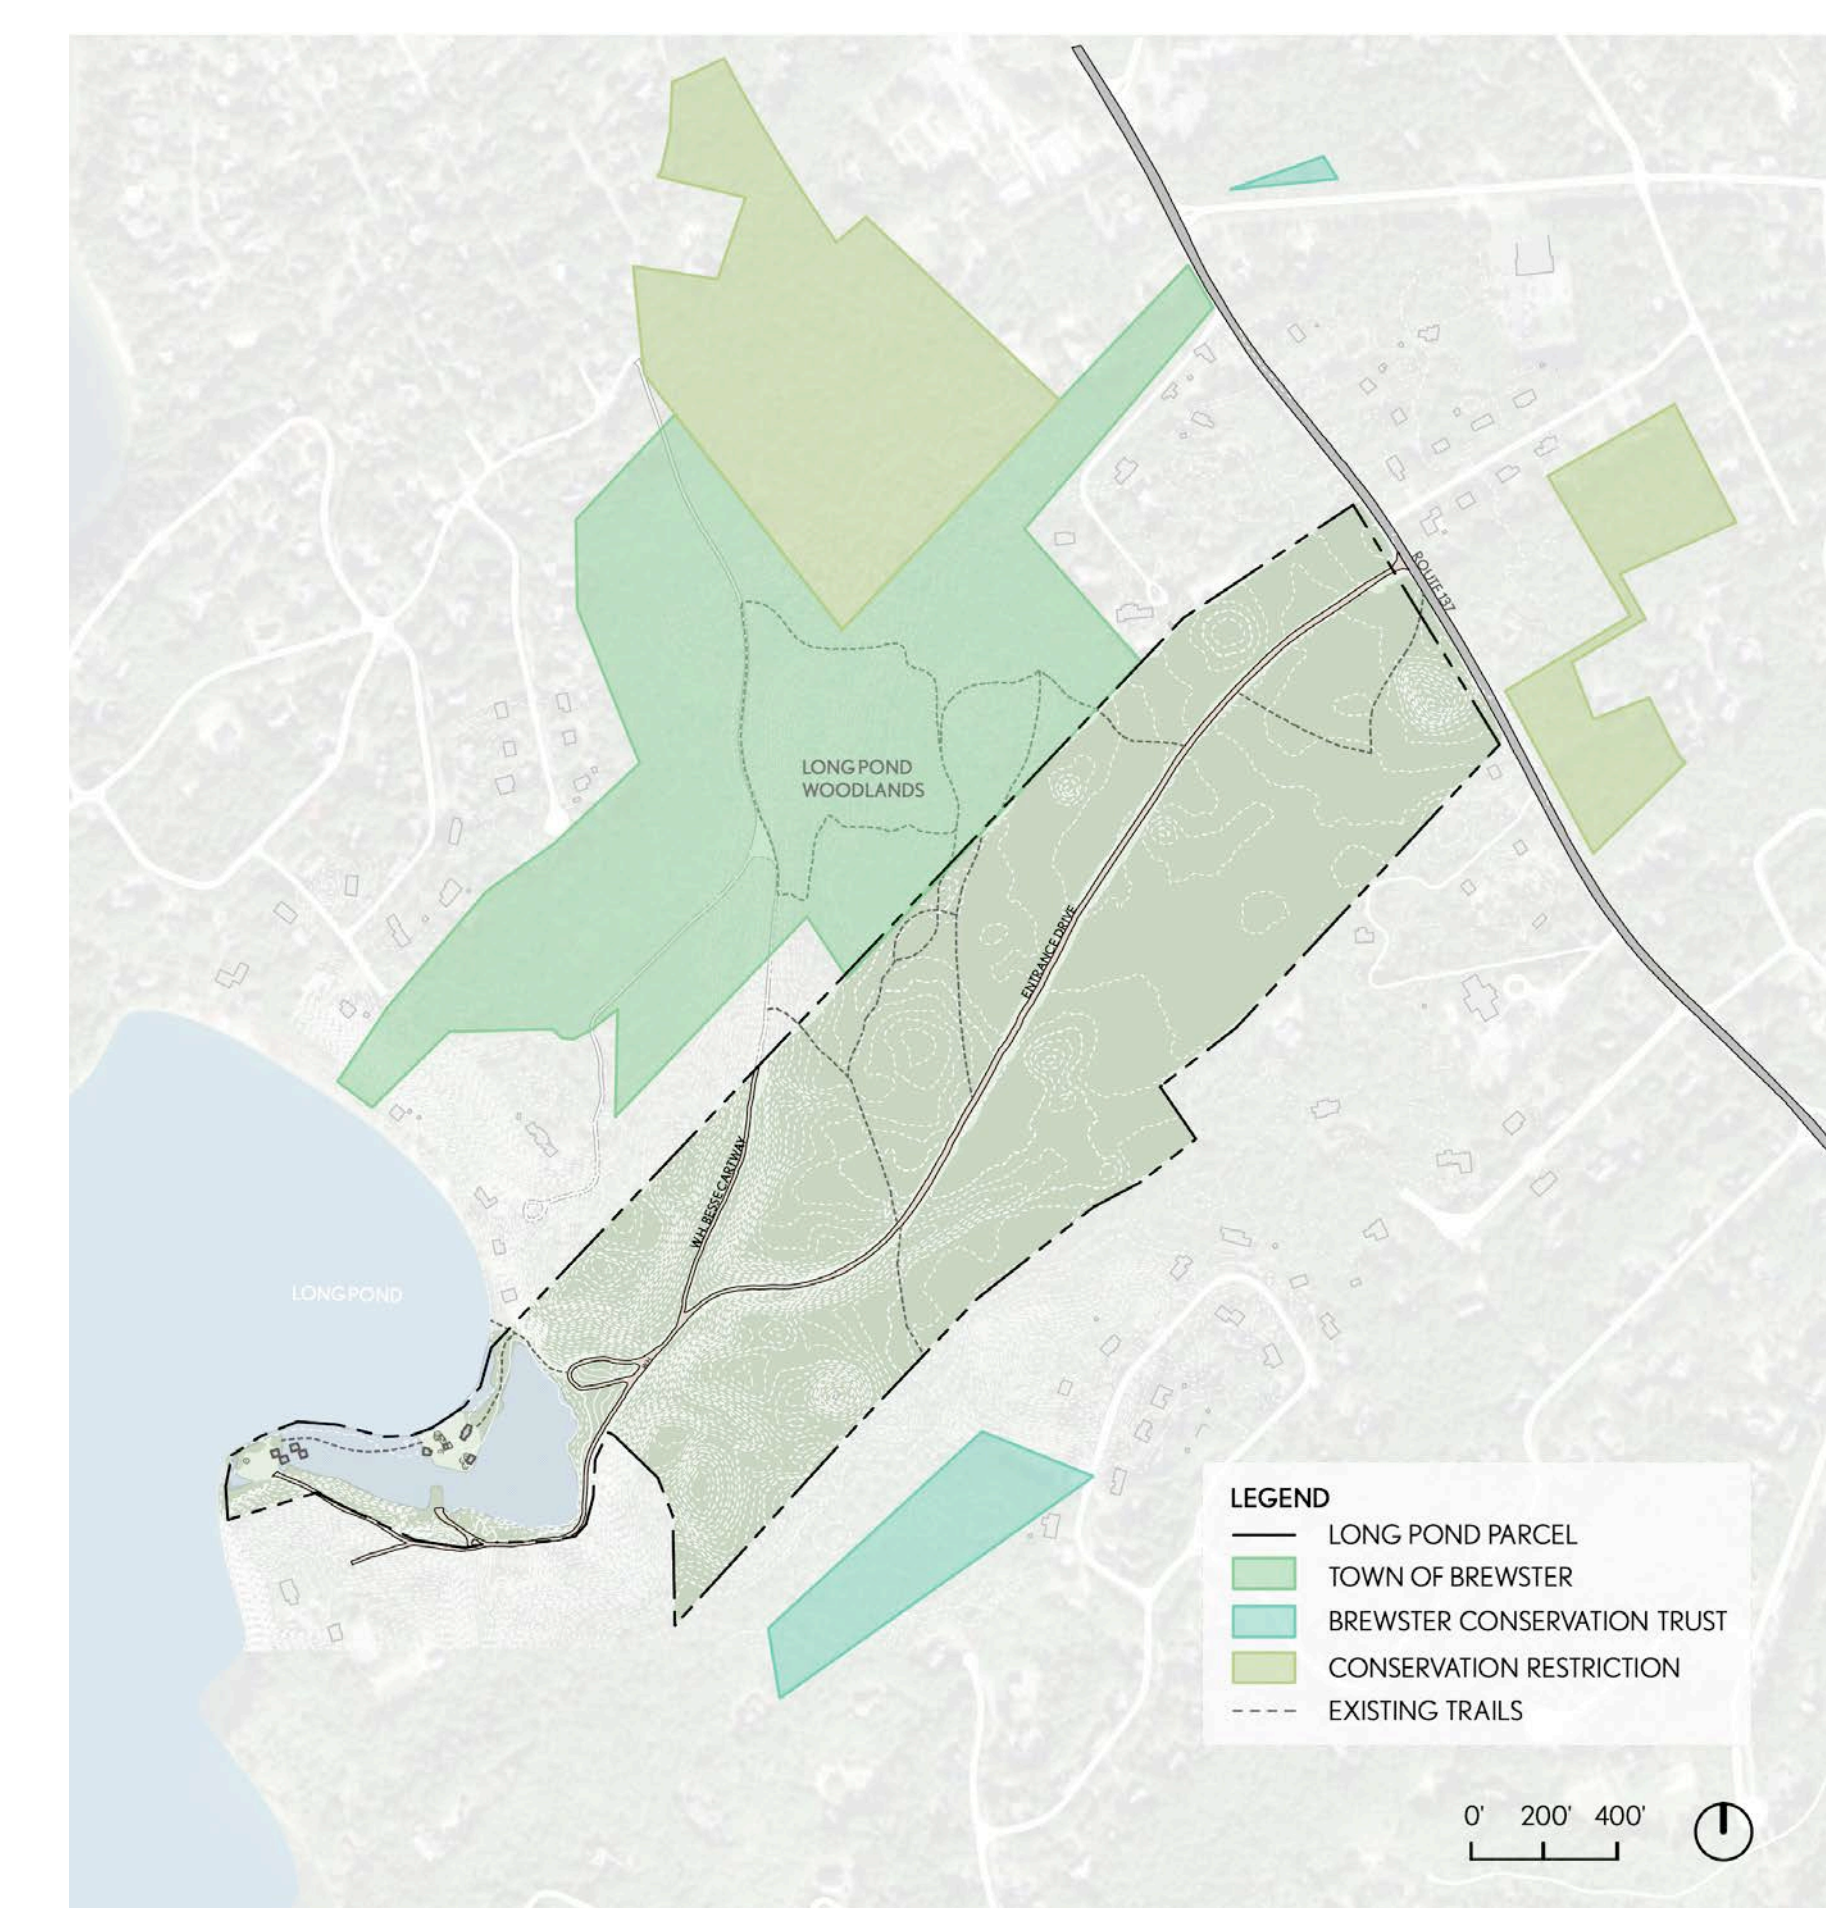 ROUTE 137
LONG POND
WOODLANDS
ENTRANCE DRIVE
W.H. BESSE CARTWAY
LONG POND
LEGEND
LONG POND PARCEL
TOWN OF BREWSTER
BREWSTER CONSERVATION TRUST
CONSERVATION RESTRICTION
EXISTING TRAILS
0' 200' 400'